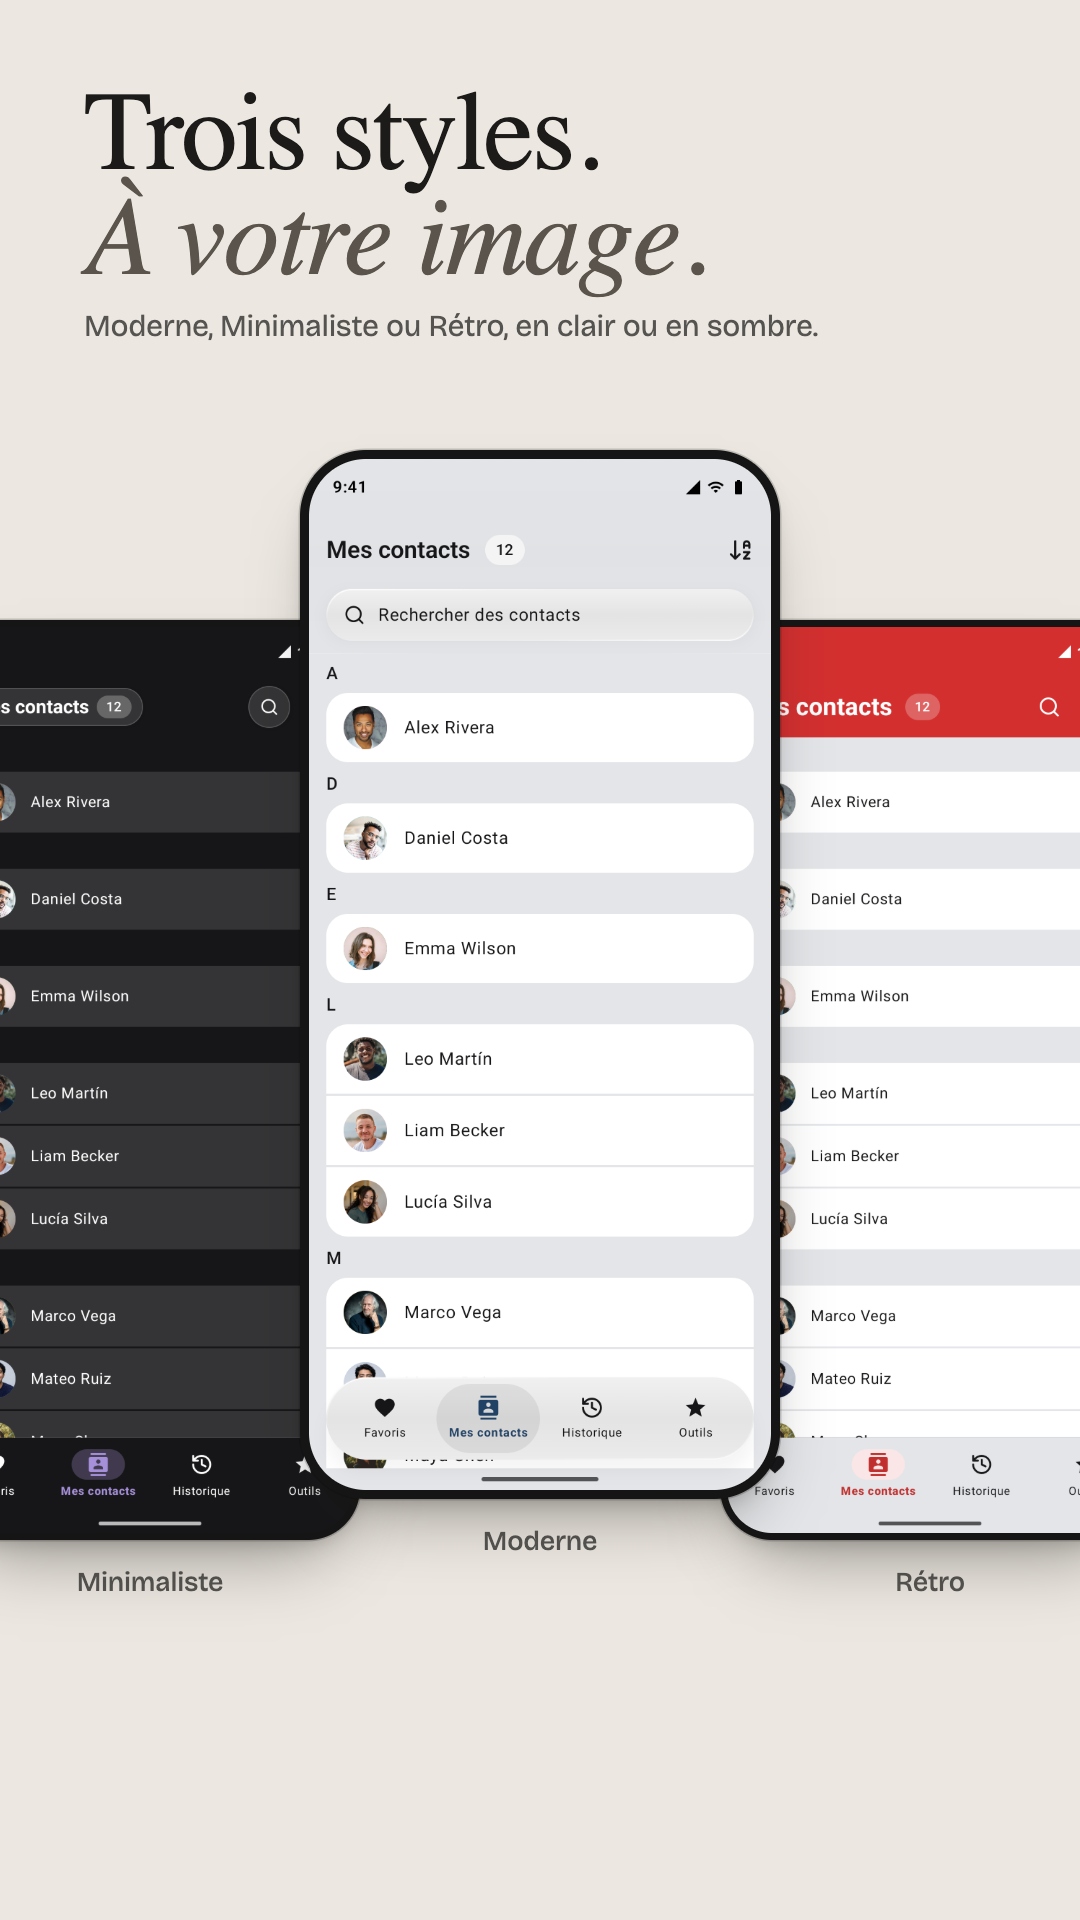 Trois styles.
À votre image.
Moderne, Minimaliste ou Rétro, en clair ou en sombre.
9:41
Mes contacts 12
Rechercher des contacts
A
Alex Rivera
D
Daniel Costa
E
Emma Wilson
L
Leo Martín
Liam Becker
Lucía Silva
M
Marco Vega
Favoris
Mes contacts
Historique
Outils
Moderne
s contacts 12
Alex Rivera
Daniel Costa
Emma Wilson
Leo Martín
Liam Becker
Lucía Silva
Marco Vega
Mateo Ruiz
ris
Mes contacts
Historique
Outils
Minimaliste
s contacts 12
Alex Rivera
Daniel Costa
Emma Wilson
Leo Martín
Liam Becker
Lucía Silva
Marco Vega
Mateo Ruiz
Favoris
Mes contacts
Historique
Ou
Rétro